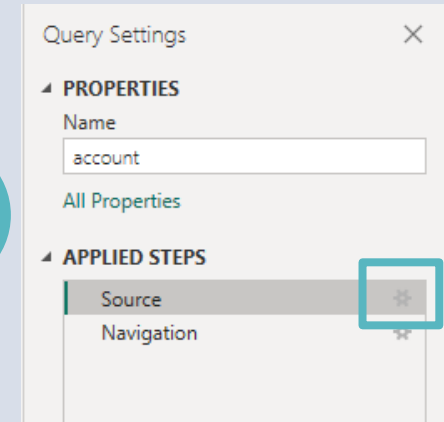 Query Settings
PROPERTIES
Name
account
All Properties
APPLIED STEPS
Source
Navigation